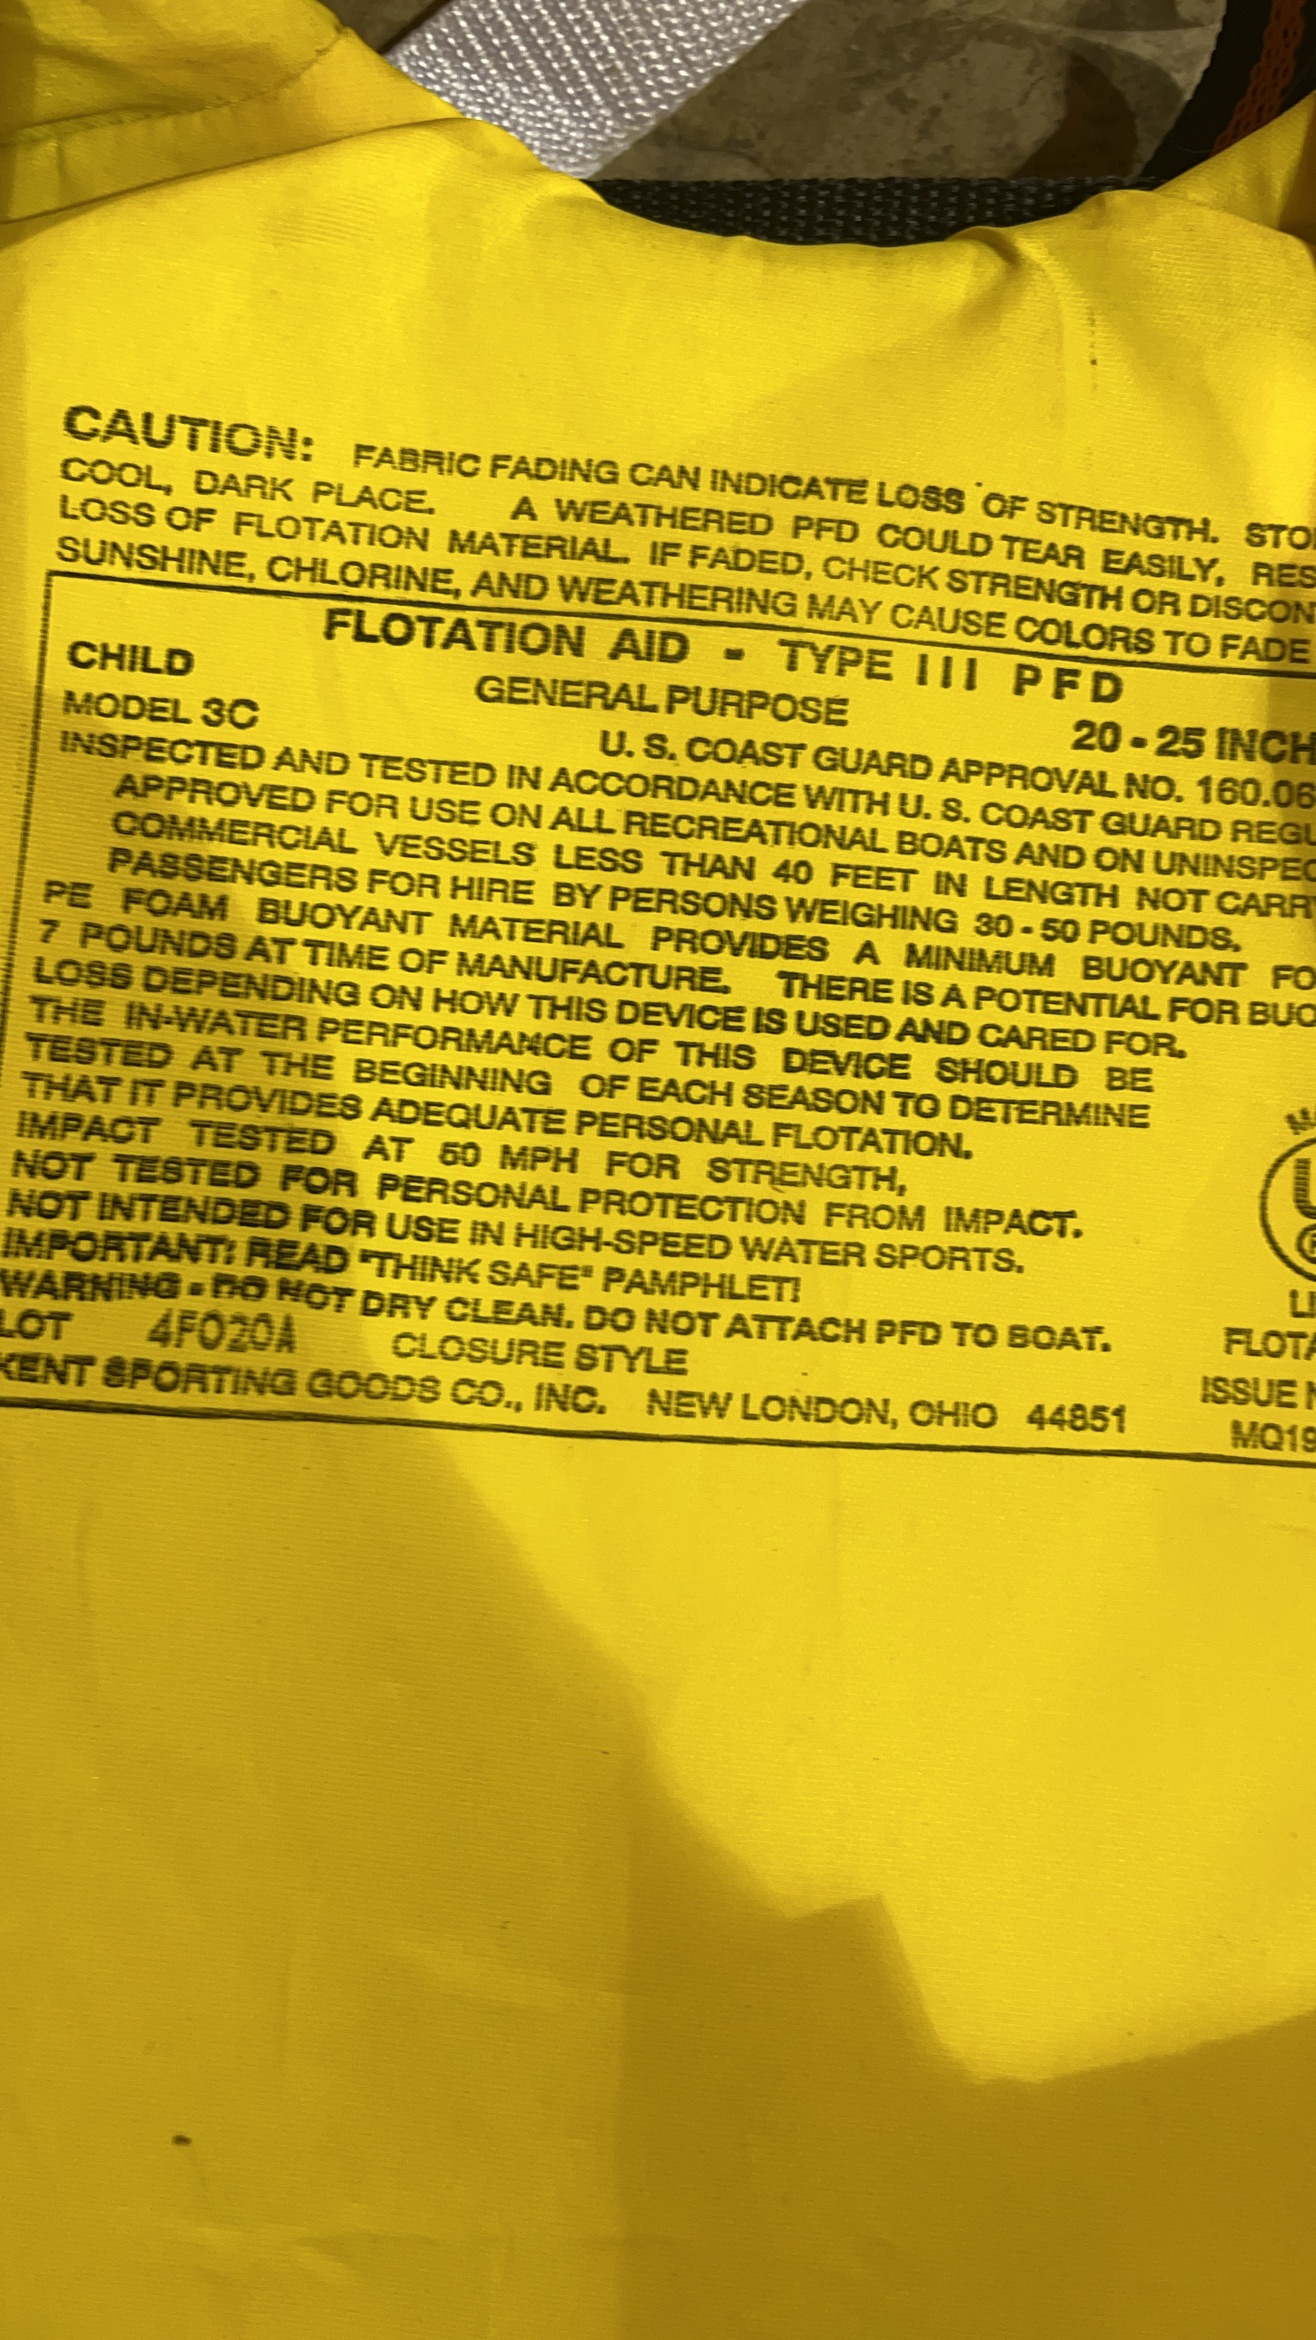 CAUTION: FABRIC FADING CAN INDICATE LOSS OF STRENGTH. STO
COOL, DARK PLACE. A WEATHERED PFD COULD TEAR EASILY, RES
LOSS OF FLOTATION MATERIAL. IF FADED, CHECK STRENGTH OR DISCON
SUNSHINE, CHLORINE, AND WEATHERING MAY CAUSE COLORS TO FADE
FLOTATION AID - TYPE III PFD
CHILD GENERAL PURPOSE 20 - 25 INCH
MODEL 3C U. S. COAST GUARD APPROVAL NO. 160.06
INSPECTED AND TESTED IN ACCORDANCE WITH U. S. COAST GUARD REGU
APPROVED FOR USE ON ALL RECREATIONAL BOATS AND ON UNINSPEC
COMMERCIAL VESSELS LESS THAN 40 FEET IN LENGTH NOT CARR
PASSENGERS FOR HIRE BY PERSONS WEIGHING 30 - 50 POUNDS.
PE FOAM BUOYANT MATERIAL PROVIDES A MINIMUM BUOYANT FO
7 POUNDS AT TIME OF MANUFACTURE. THERE IS A POTENTIAL FOR BUO
LOSS DEPENDING ON HOW THIS DEVICE IS USED AND CARED FOR.
THE IN-WATER PERFORMANCE OF THIS DEVICE SHOULD BE
TESTED AT THE BEGINNING OF EACH SEASON TO DETERMINE
THAT IT PROVIDES ADEQUATE PERSONAL FLOTATION.
IMPACT TESTED AT 50 MPH FOR STRENGTH,
NOT TESTED FOR PERSONAL PROTECTION FROM IMPACT.
NOT INTENDED FOR USE IN HIGH-SPEED WATER SPORTS.
IMPORTANT: READ "THINK SAFE" PAMPHLET!
WARNING - DO NOT DRY CLEAN. DO NOT ATTACH PFD TO BOAT.
LOT 4F020A CLOSURE STYLE
KENT SPORTING GOODS CO., INC. NEW LONDON, OHIO 44851
LI
FLOTA
ISSUE N
MQ19